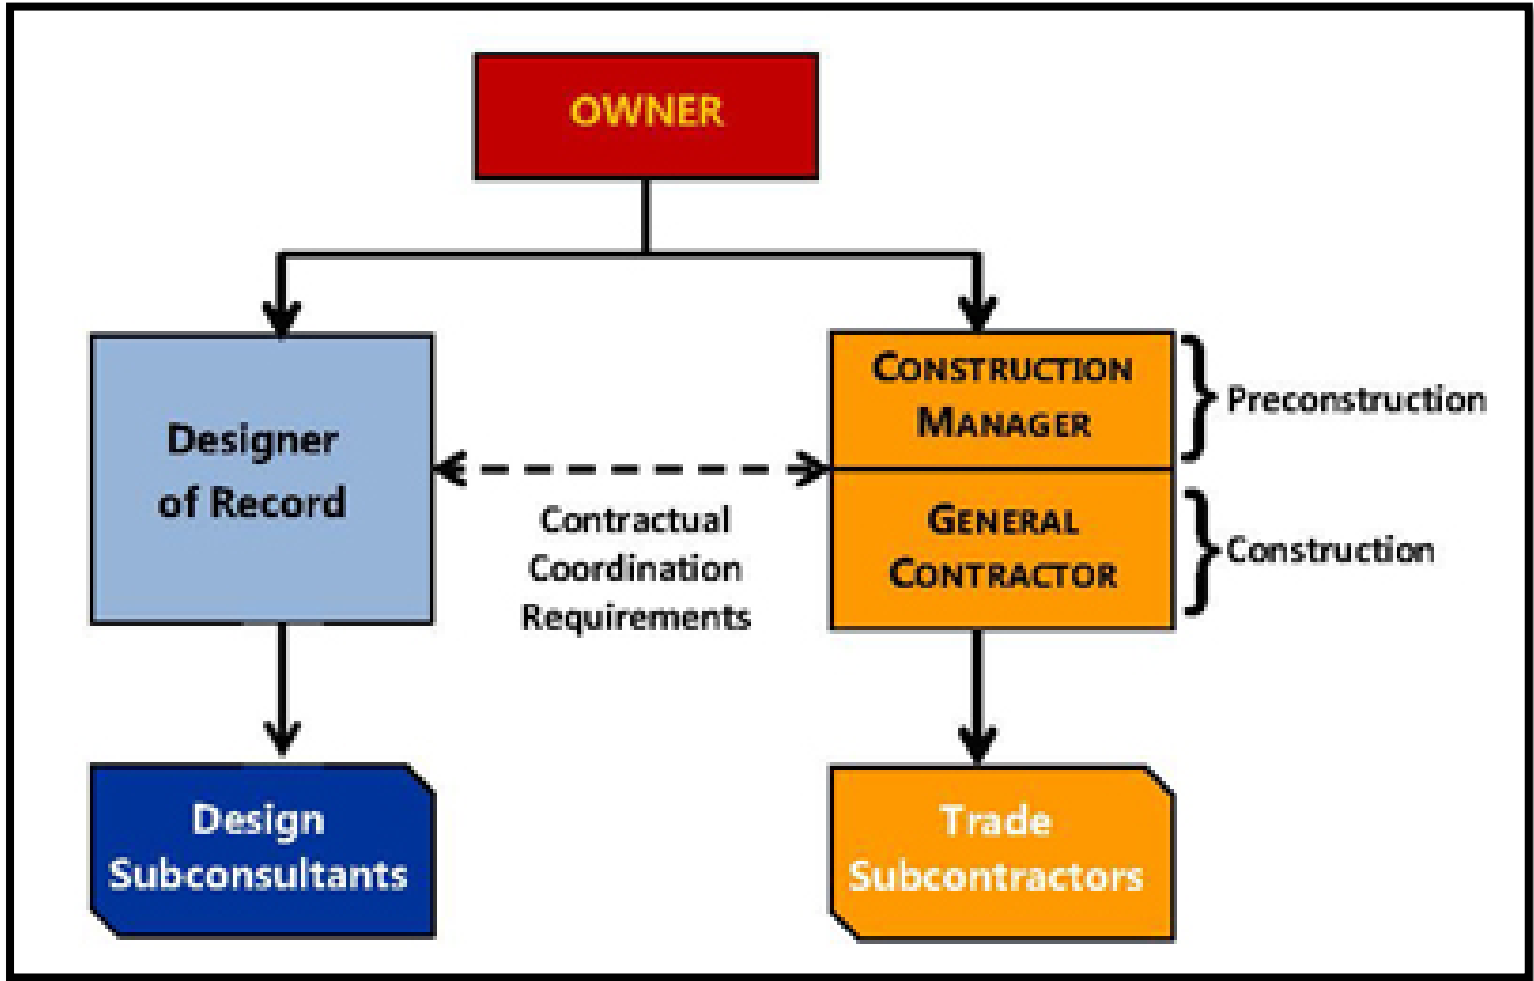 OWNER
Designer
of Record
CONSTRUCTION
MANAGER
Preconstruction
GENERAL
CONTRACTOR
Construction
Contractual
Coordination
Requirements
Design
Subconsultants
Trade
Subcontractors